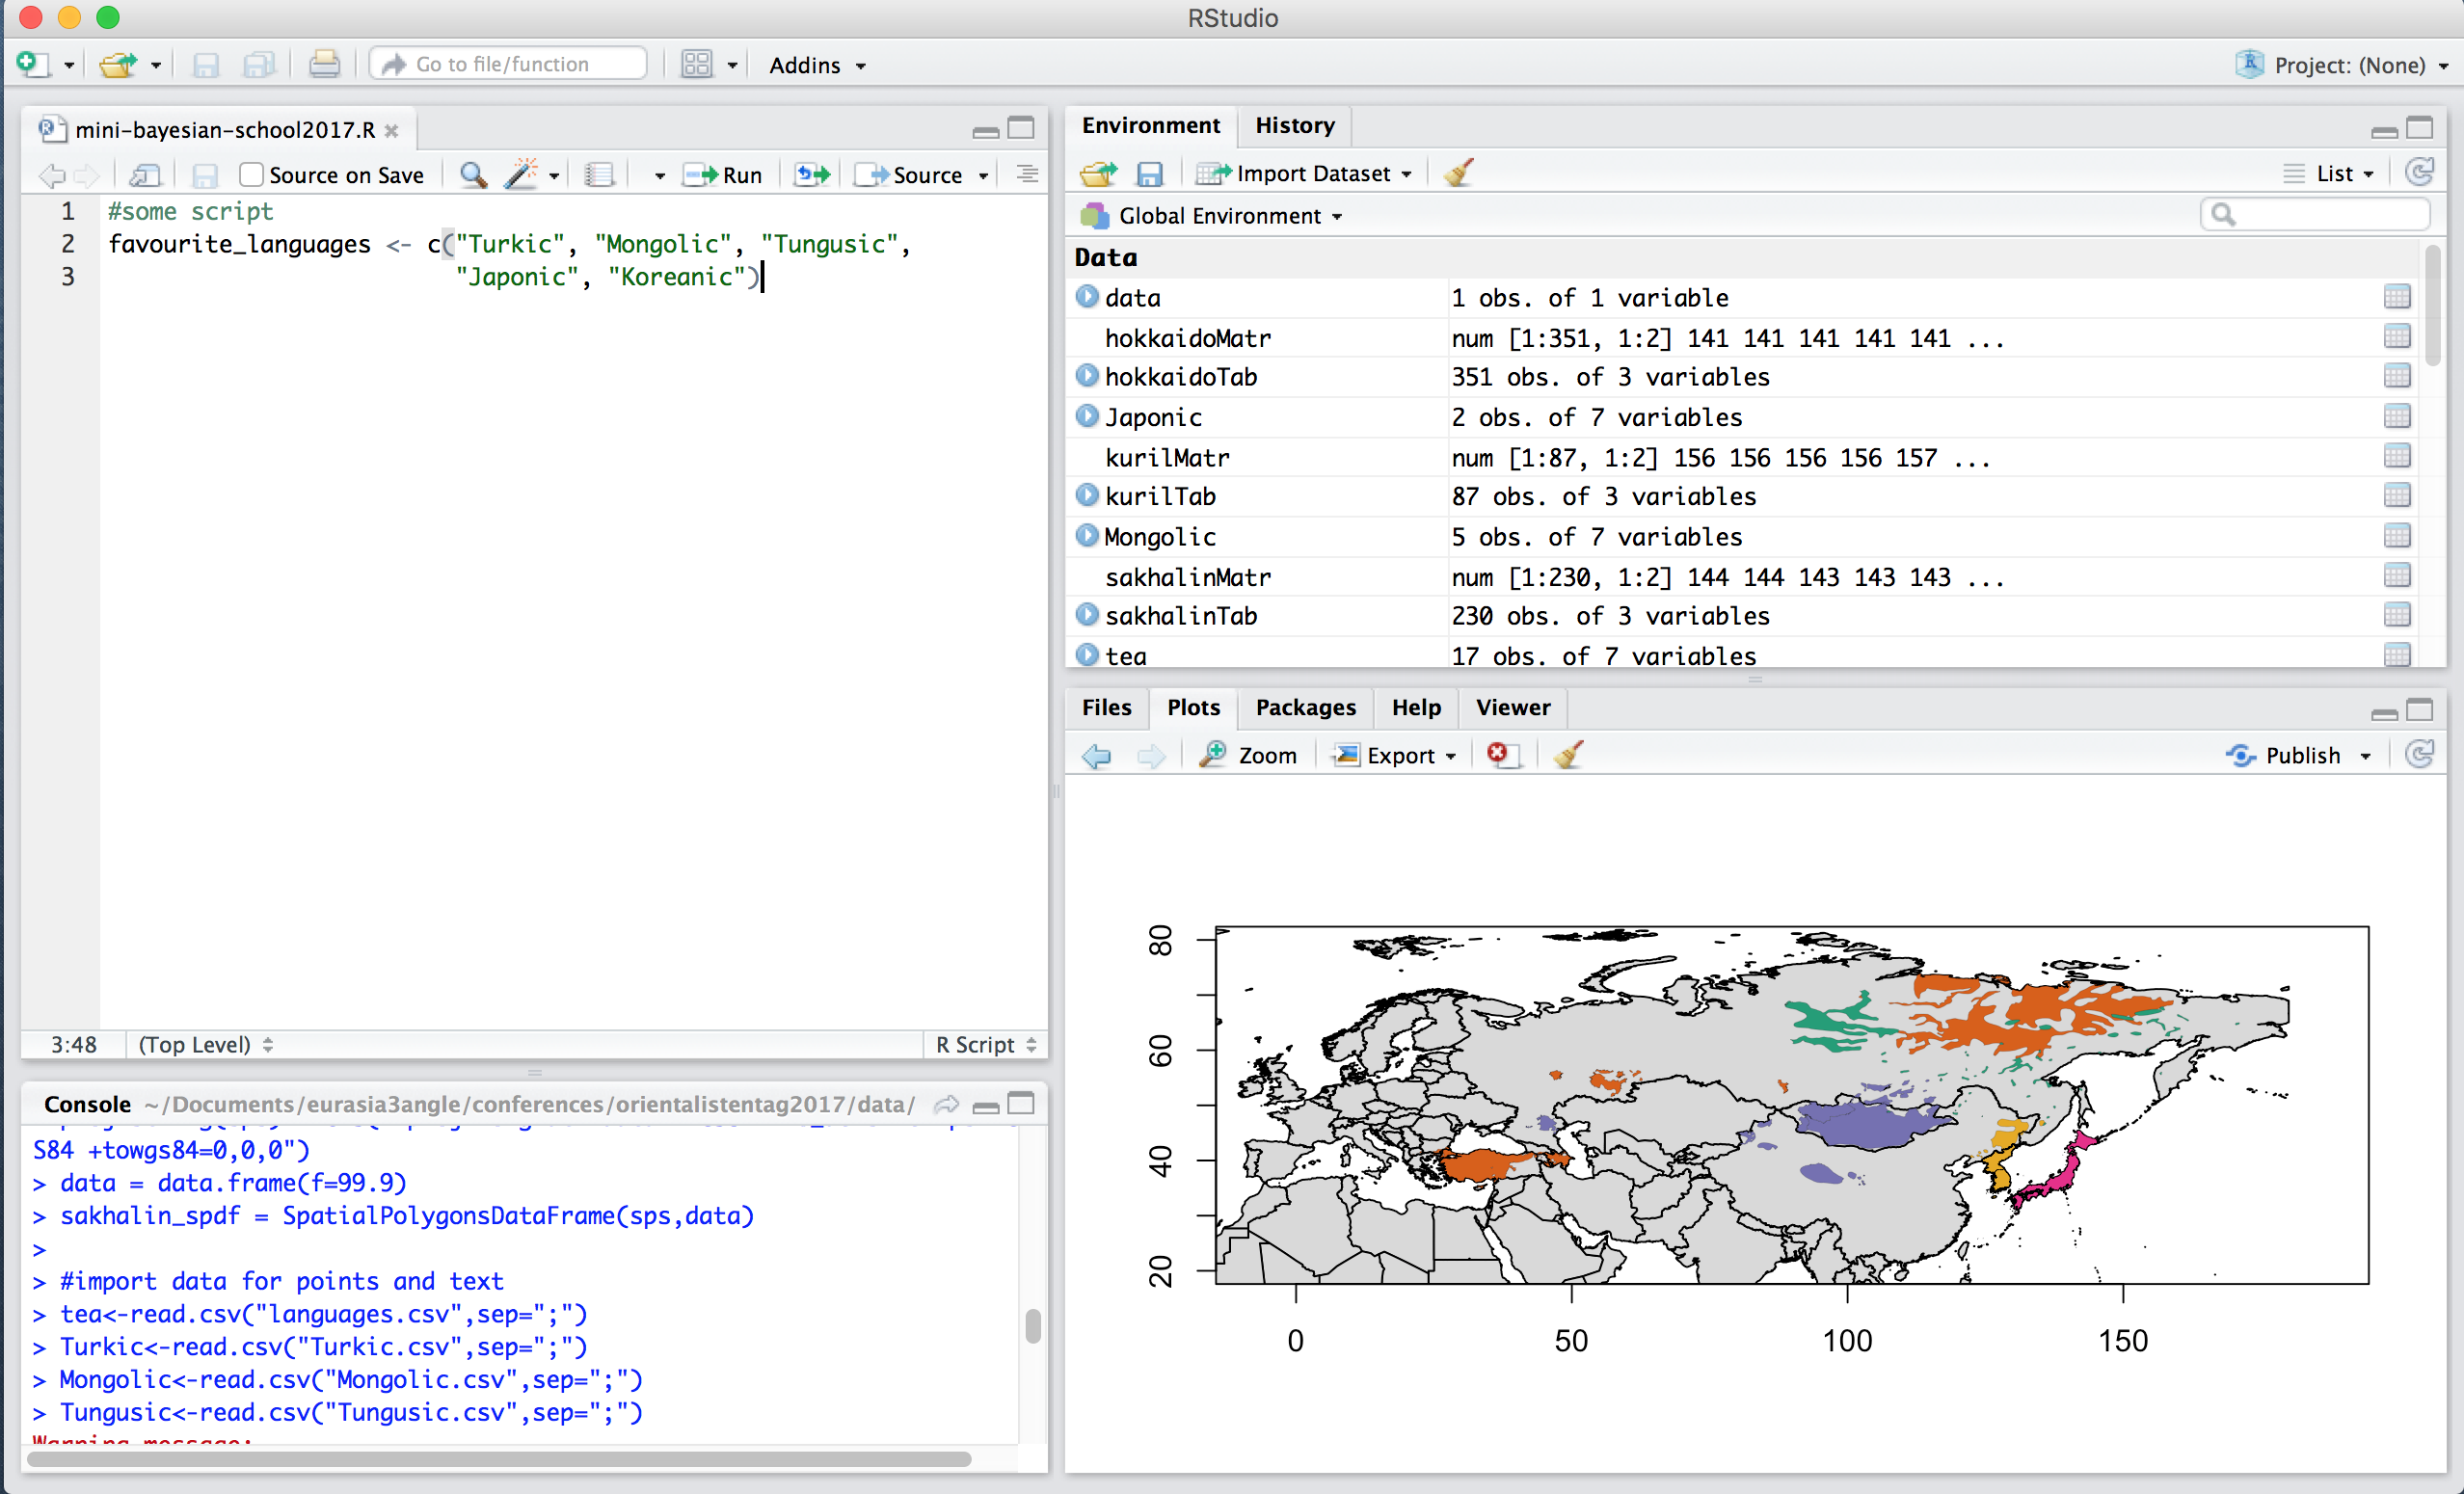 RStudio
Go to file/function
Addins
Project: (None)
mini-bayesian-school2017.R
Source on Save
Run
Source
1 #some script
2 favourite_languages <- c("Turkic", "Mongolic", "Tungusic",
3 "Japonic", "Koreanic")
3:48 (Top Level) R Script
Console ~/Documents/eurasia3angle/conferences/orientalistentag2017/data/
S84 +towgs84=0,0,0")
> data = data.frame(f=99.9)
> sakhalin_spdf = SpatialPolygonsDataFrame(sps,data)
>
> #import data for points and text
> tea<-read.csv("languages.csv",sep=";")
> Turkic<-read.csv("Turkic.csv",sep=";")
> Mongolic<-read.csv("Mongolic.csv",sep=";")
> Tungusic<-read.csv("Tungusic.csv",sep=";")
Warning message:
Environment History
Import Dataset
List
Global Environment
Data
data 1 obs. of 1 variable
hokkaidoMatr num [1:351, 1:2] 141 141 141 141 141 ...
hokkaidoTab 351 obs. of 3 variables
Japonic 2 obs. of 7 variables
kurilMatr num [1:87, 1:2] 156 156 156 156 157 ...
kurilTab 87 obs. of 3 variables
Mongolic 5 obs. of 7 variables
sakhalinMatr num [1:230, 1:2] 144 144 143 143 143 ...
sakhalinTab 230 obs. of 3 variables
tea 17 obs. of 7 variables
Files Plots Packages Help Viewer
Zoom Export Publish
80
60
40
20
0 50 100 150